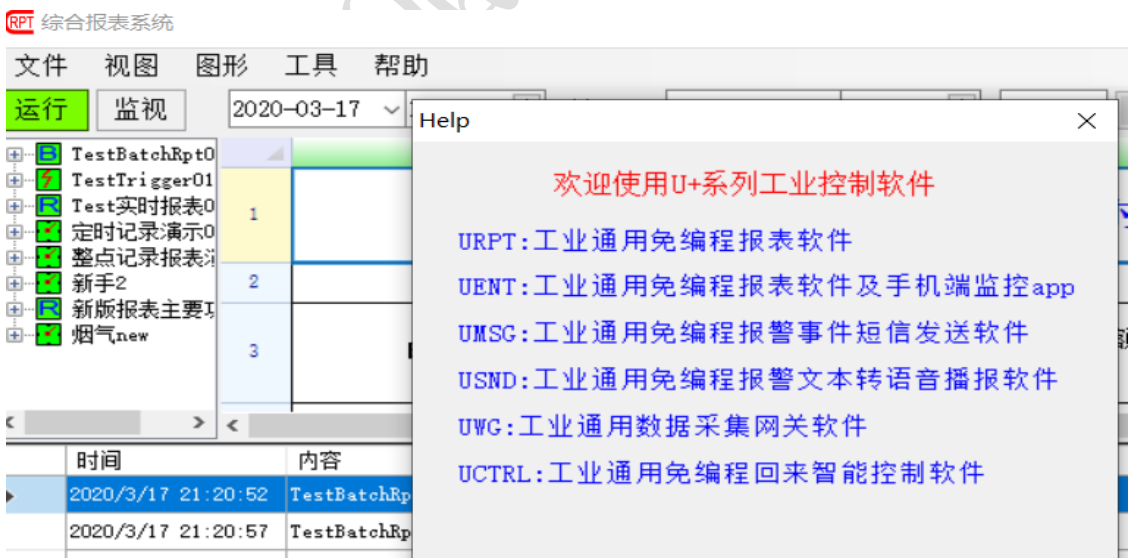 RPT 综合报表系统
文件 视图 图形 工具 帮助
运行 监视 2020-03-17
Help
TestBatchRpt0
TestTrigger01
Test实时报表0
定时记录演示0
整点记录报表
新手2
新版报表主要
烟气new
1
2
3
欢迎使用U+系列工业控制软件
URPT:工业通用免编程报表软件
UENT:工业通用免编程报表软件及手机端监控app
UMSG:工业通用免编程报警事件短信发送软件
USND:工业通用免编程报警文本转语音播报软件
UWG:工业通用数据采集网关软件
UCTRL:工业通用免编程回来智能控制软件
时间 内容
2020/3/17 21:20:52 TestBatchRp
2020/3/17 21:20:57 TestBatchRp